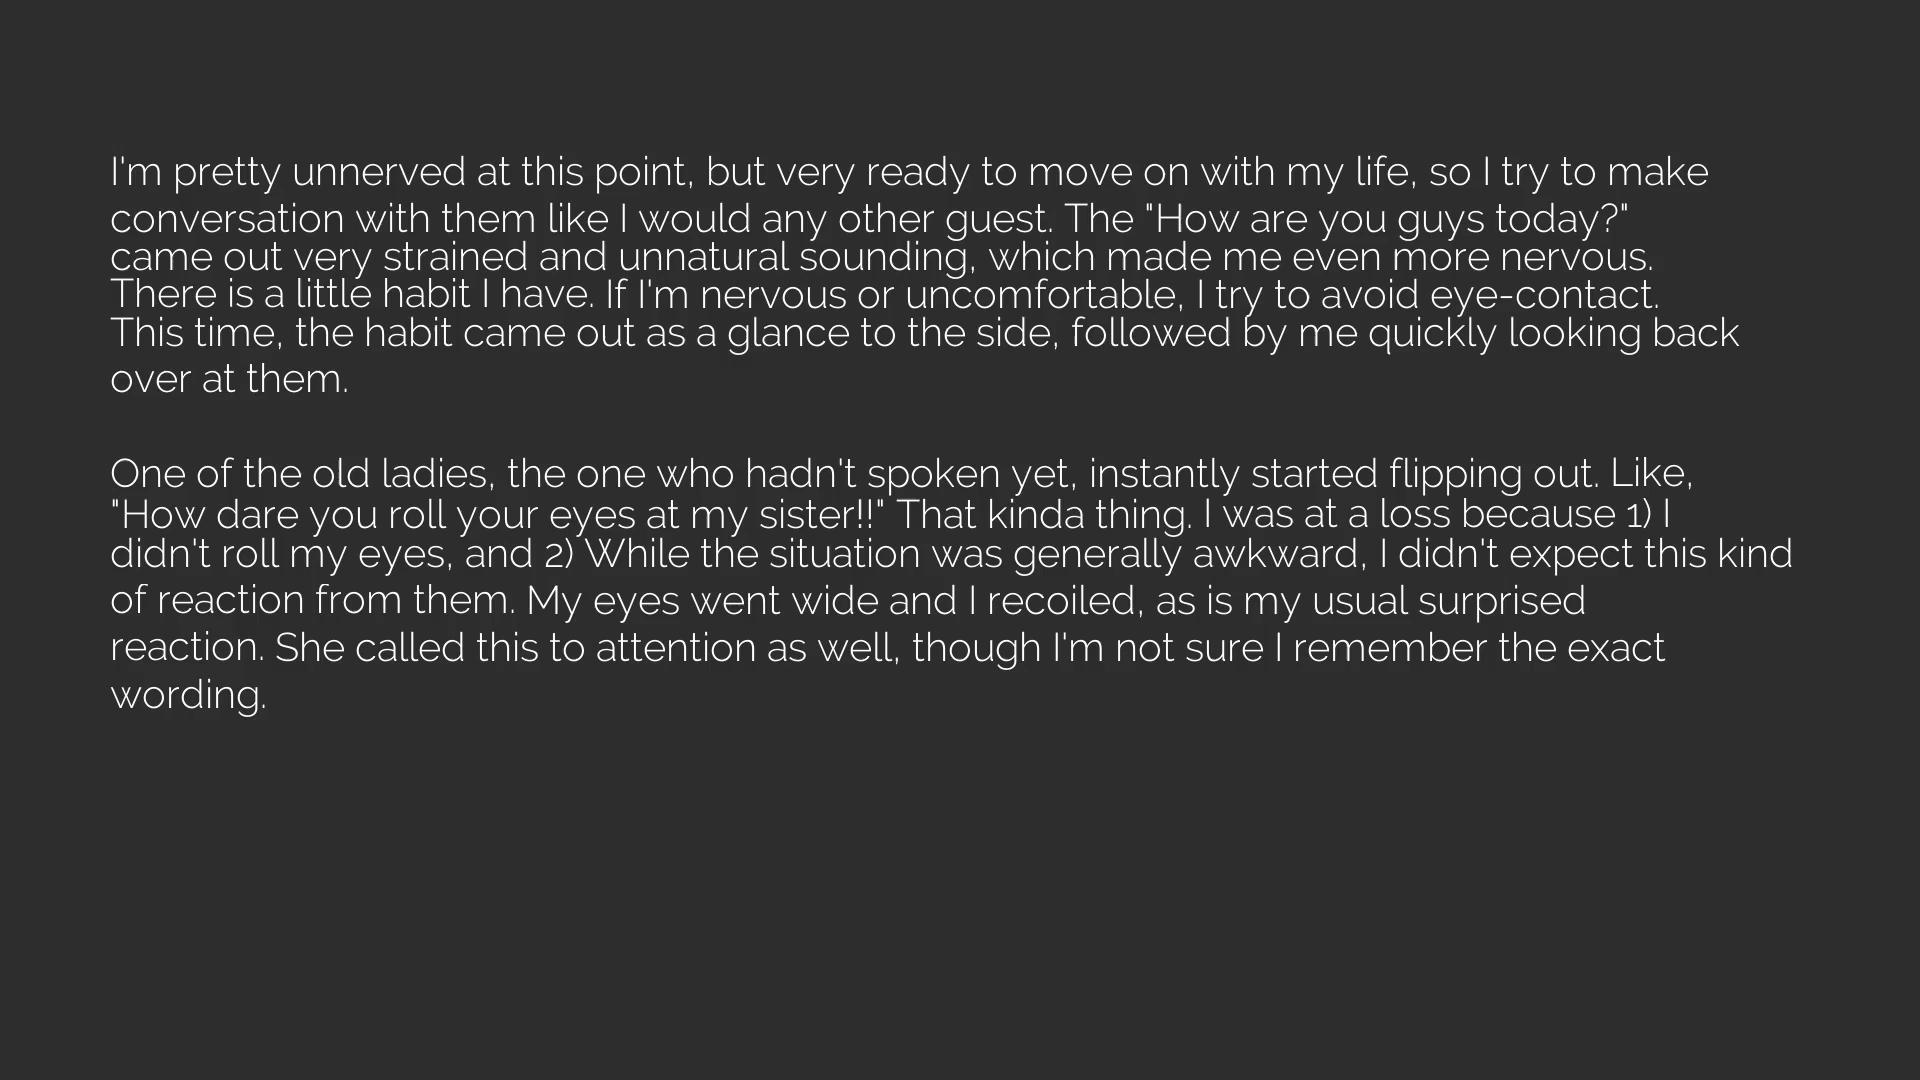 I'm pretty unnerved at this point, but very ready to move on with my life, so I try to make
conversation with them like I would any other guest. The "How are you guys today?"
came out very strained and unnatural sounding, which made me even more nervous.
There is a little habit I have. If I'm nervous or uncomfortable, I try to avoid eye-contact.
This time, the habit came out as a glance to the side, followed by me quickly looking back
over at them.
One of the old ladies, the one who hadn't spoken yet, instantly started flipping out. Like,
"How dare you roll your eyes at my sister!!" That kinda thing. I was at a loss because 1) I
didn't roll my eyes, and 2) While the situation was generally awkward, I didn't expect this kind
of reaction from them. My eyes went wide and I recoiled, as is my usual surprised
reaction. She called this to attention as well, though I'm not sure I remember the exact
wording.